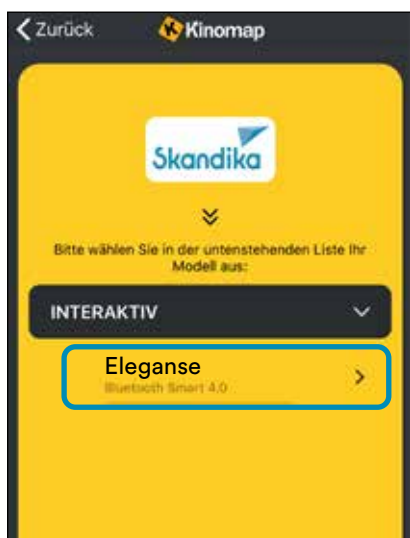 Zurück Kinomap
Skandika
Bitte wählen Sie in der untenstehenden Liste Ihr
Modell aus:
INTERAKTIV
Eleganse
Bluetooth Smart 4.0